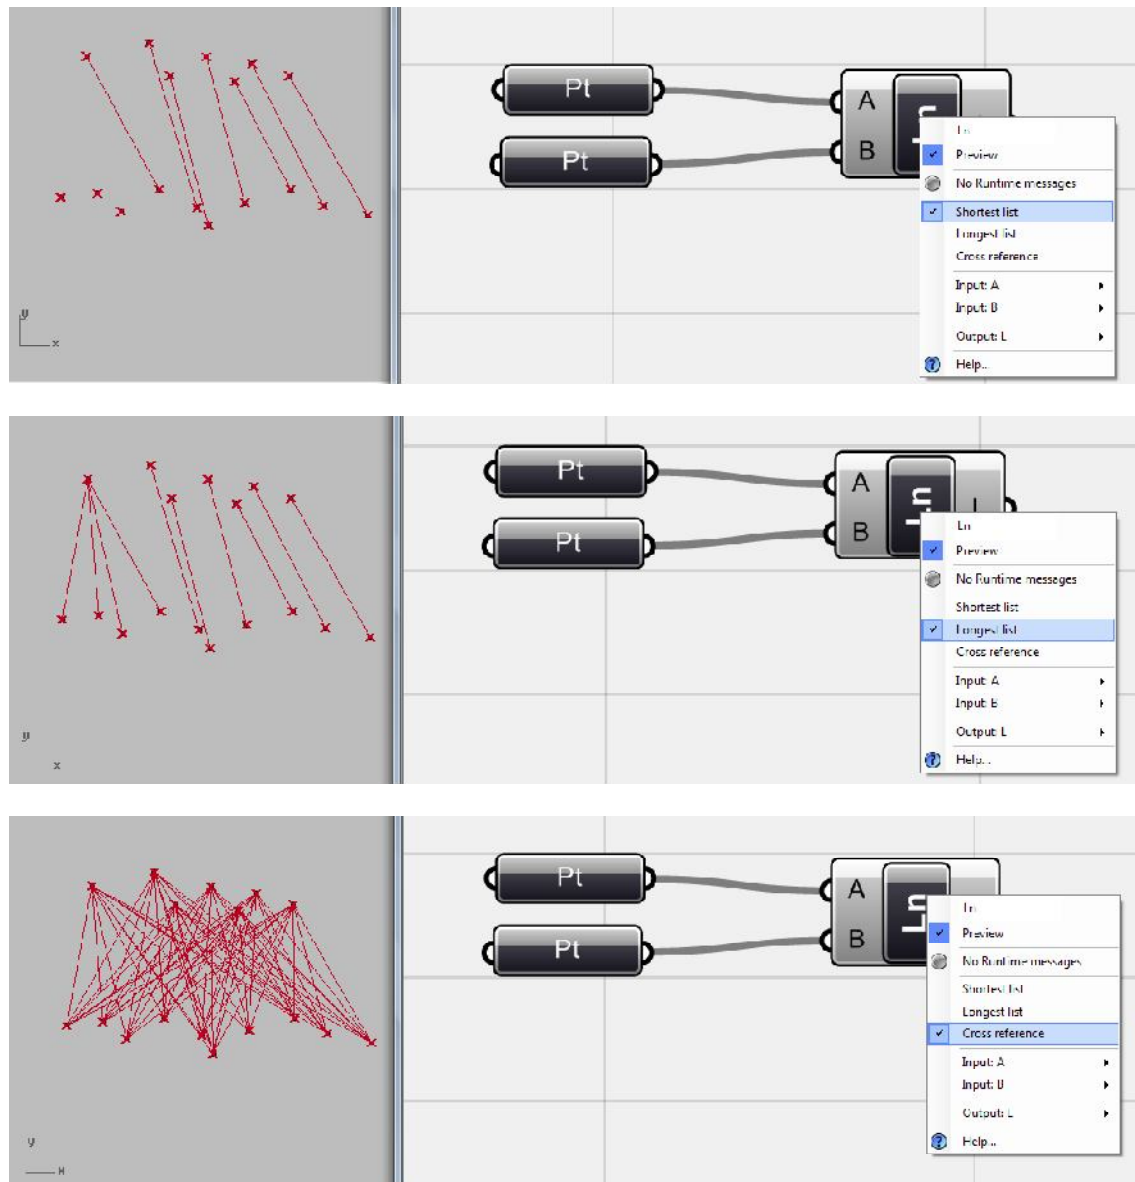 Pt
A
Pt
B
Ln
Ln
Preview
No Runtime messages
Shortest list
Longest list
Cross reference
Input: A
Input: B
Output: L
Help...
y
x
Pt
A
Pt
B
Ln
L
Ln
Preview
No Runtime messages
Shortest list
Longest list
Cross reference
Input: A
Input: B
Output: L
Help...
y
x
Pt
A
Pt
B
Ln
Ln
Preview
No Runtime messages
Shortest list
Longest list
Cross reference
Input: A
Input: B
Output: L
Help...
y
x